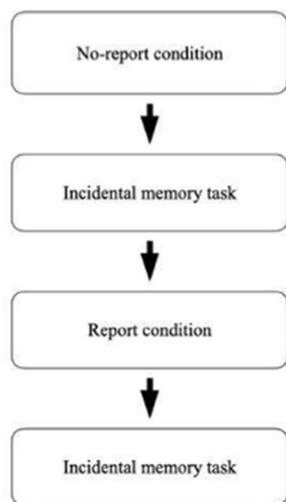 No-report condition
Incidental memory task
Report condition
Incidental memory task